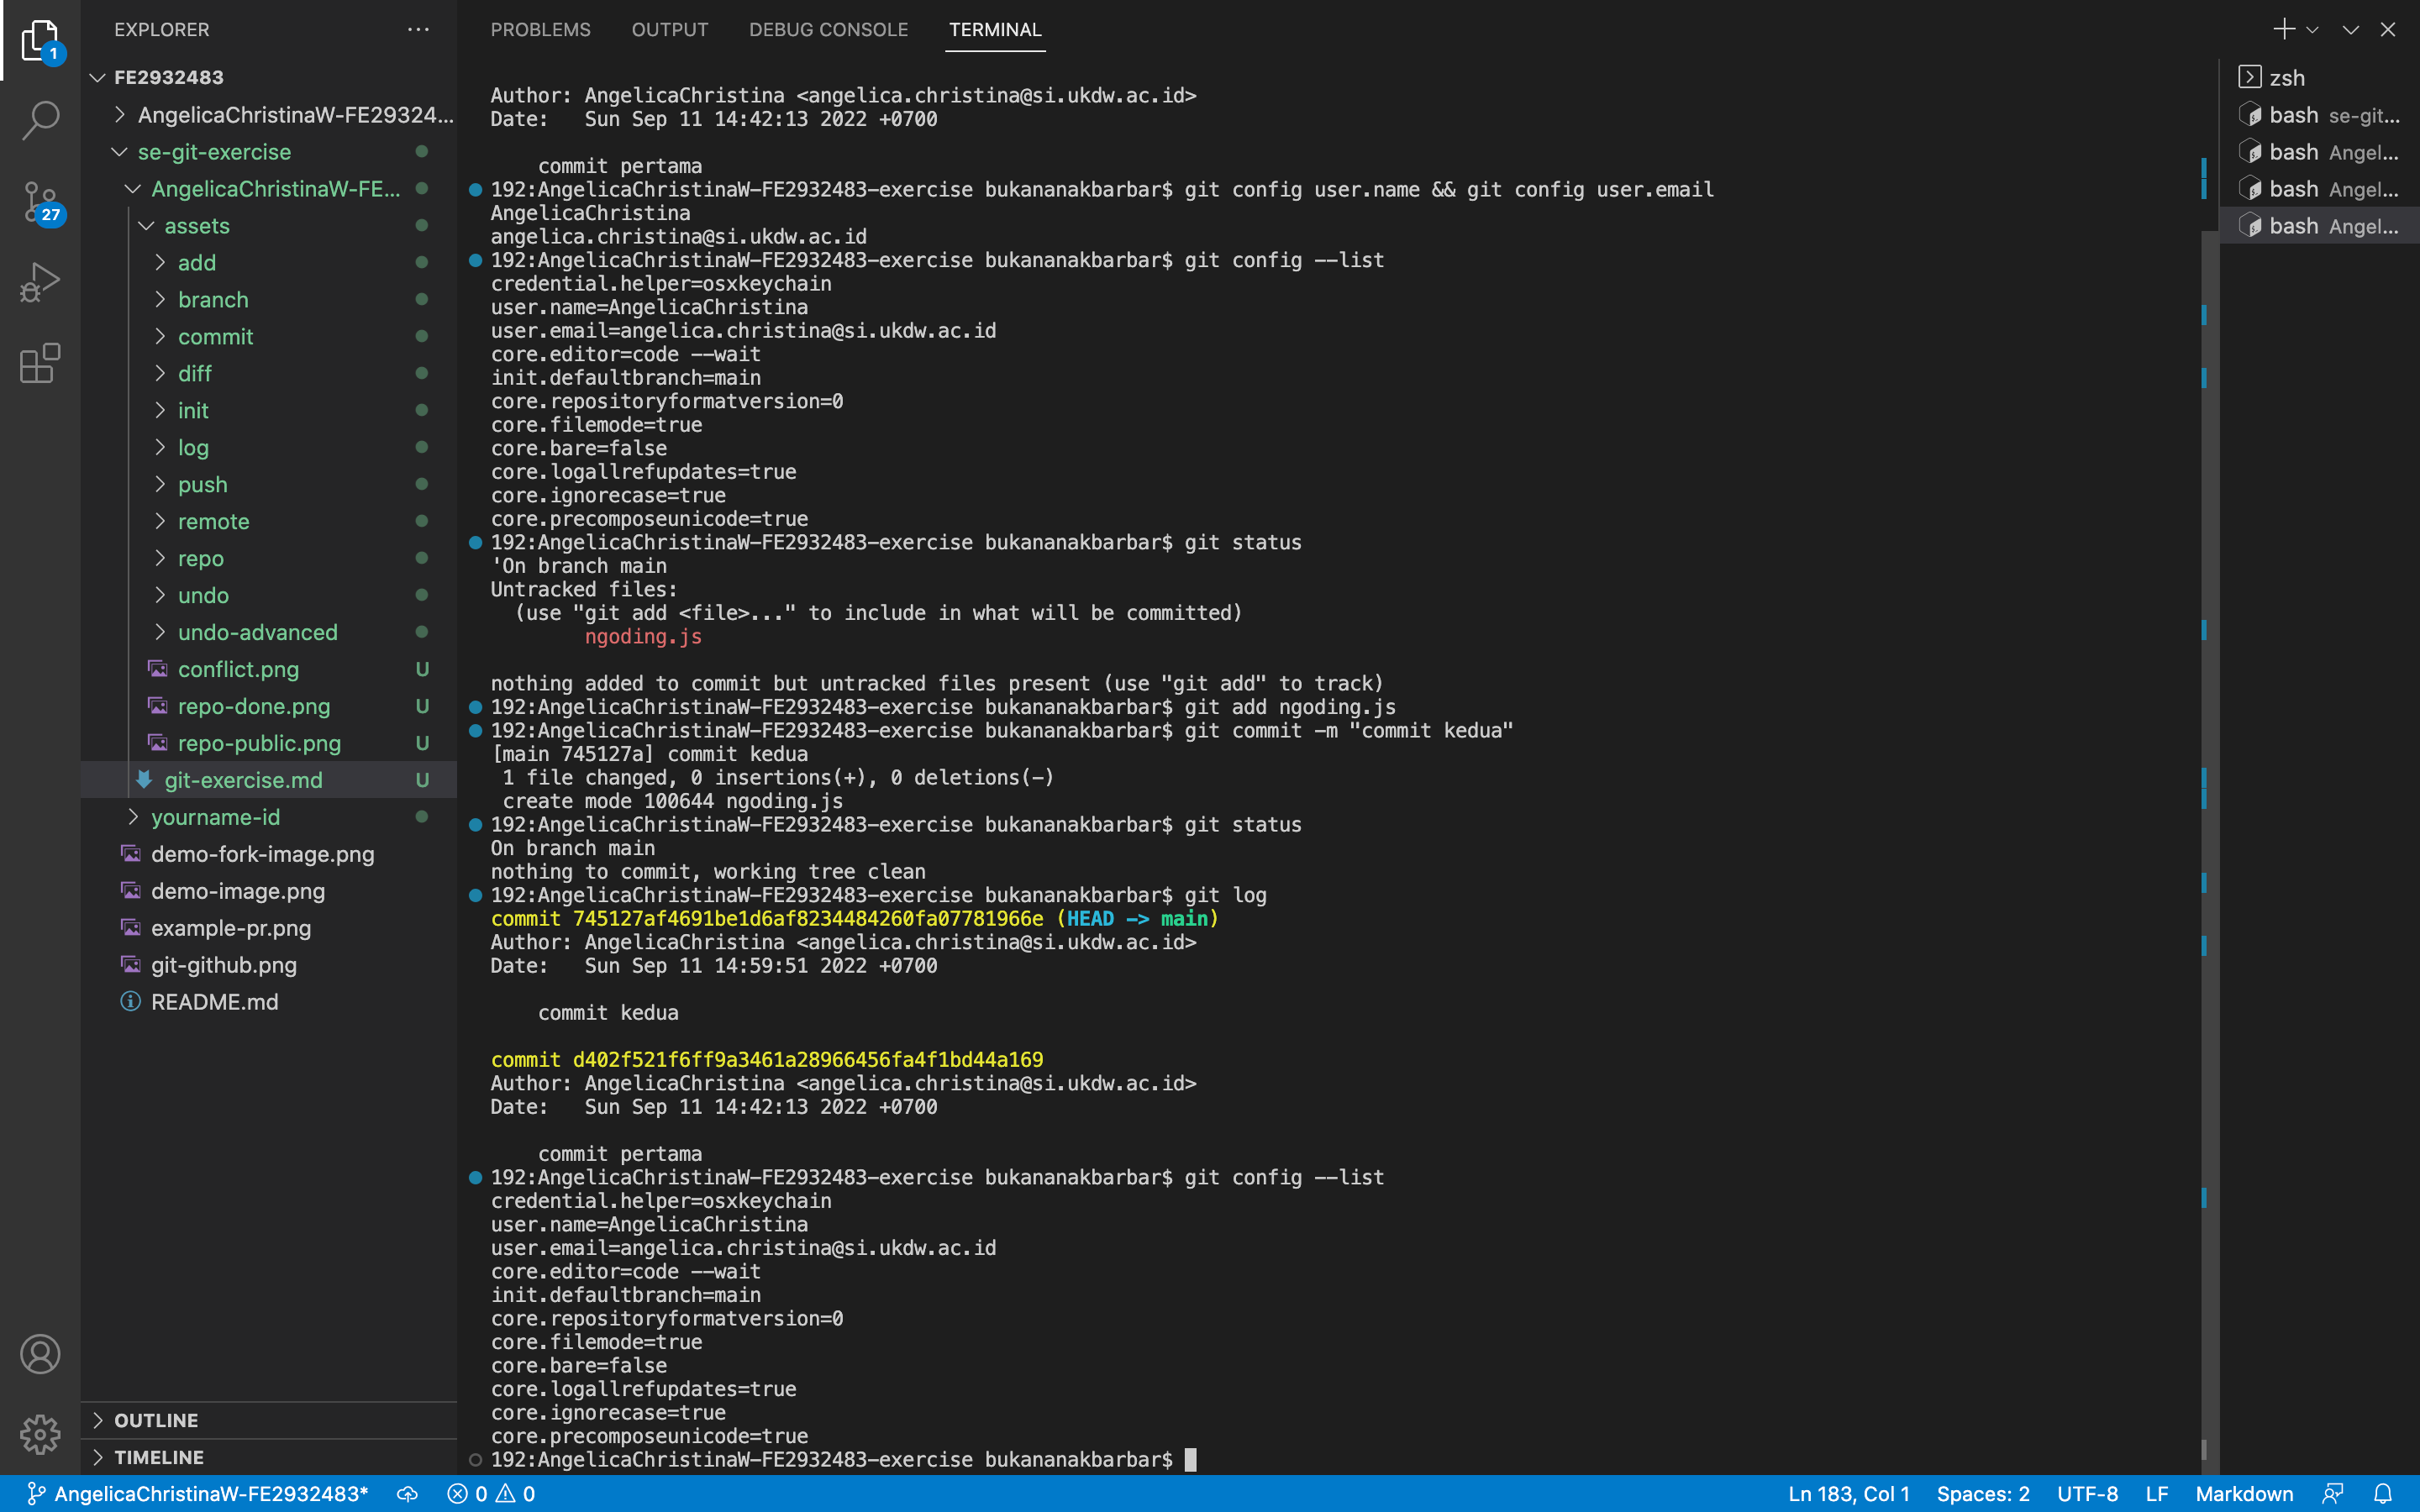 1
27
EXPLORER
FE2932483
AngelicaChristinaW-FE29324...
se-git-exercise
AngelicaChristinaW-FE...
assets
add
branch
commit
diff
init
log
push
remote
repo
undo
undo-advanced
conflict.png U
repo-done.png U
repo-public.png U
git-exercise.md U
yourname-id
demo-fork-image.png
demo-image.png
example-pr.png
git-github.png
README.md
OUTLINE
TIMELINE
PROBLEMS OUTPUT DEBUG CONSOLE TERMINAL
Author: AngelicaChristina <angelica.christina@si.ukdw.ac.id>
Date:   Sun Sep 11 14:42:13 2022 +0700
commit pertama
192:AngelicaChristinaW-FE2932483-exercise bukananakbarbar$ git config user.name && git config user.email
AngelicaChristina
angelica.christina@si.ukdw.ac.id
192:AngelicaChristinaW-FE2932483-exercise bukananakbarbar$ git config --list
credential.helper=osxkeychain
user.name=AngelicaChristina
user.email=angelica.christina@si.ukdw.ac.id
core.editor=code --wait
init.defaultbranch=main
core.repositoryformatversion=0
core.filemode=true
core.bare=false
core.logallrefupdates=true
core.ignorecase=true
core.precomposeunicode=true
192:AngelicaChristinaW-FE2932483-exercise bukananakbarbar$ git status
'On branch main
Untracked files:
(use "git add <file>..." to include in what will be committed)
ngoding.js
nothing added to commit but untracked files present (use "git add" to track)
192:AngelicaChristinaW-FE2932483-exercise bukananakbarbar$ git add ngoding.js
192:AngelicaChristinaW-FE2932483-exercise bukananakbarbar$ git commit -m "commit kedua"
[main 745127a] commit kedua
1 file changed, 0 insertions(+), 0 deletions(-)
create mode 100644 ngoding.js
192:AngelicaChristinaW-FE2932483-exercise bukananakbarbar$ git status
On branch main
nothing to commit, working tree clean
192:AngelicaChristinaW-FE2932483-exercise bukananakbarbar$ git log
commit 745127af4691be1d6af8234484260fa07781966e (HEAD -> main)
Author: AngelicaChristina <angelica.christina@si.ukdw.ac.id>
Date:   Sun Sep 11 14:59:51 2022 +0700
commit kedua
commit d402f521f6ff9a3461a28966456fa4f1bd44a169
Author: AngelicaChristina <angelica.christina@si.ukdw.ac.id>
Date:   Sun Sep 11 14:42:13 2022 +0700
commit pertama
192:AngelicaChristinaW-FE2932483-exercise bukananakbarbar$ git config --list
credential.helper=osxkeychain
user.name=AngelicaChristina
user.email=angelica.christina@si.ukdw.ac.id
core.editor=code --wait
init.defaultbranch=main
core.repositoryformatversion=0
core.filemode=true
core.bare=false
core.logallrefupdates=true
core.ignorecase=true
core.precomposeunicode=true
192:AngelicaChristinaW-FE2932483-exercise bukananakbarbar$
zsh
bash se-git...
bash Angel...
bash Angel...
bash Angel...
AngelicaChristinaW-FE2932483* 0 0 Ln 183, Col 1 Spaces: 2 UTF-8 LF Markdown